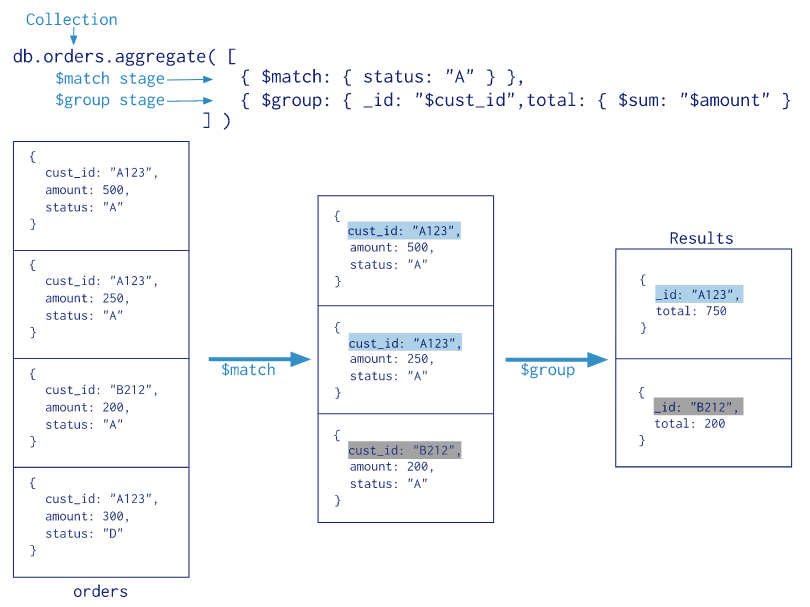 Collection
db.orders.aggregate( [
$match stage
{ $match: { status: "A" } },
$group stage
{ $group: { _id: "$cust_id",total: { $sum: "$amount" }
] )
{
cust_id: "A123",
amount: 500,
status: "A"
}
{
cust_id: "A123",
amount: 250,
status: "A"
}
{
cust_id: "B212",
amount: 200,
status: "A"
}
{
cust_id: "A123",
amount: 300,
status: "D"
}
orders
$match
{
cust_id: "A123",
amount: 500,
status: "A"
}
{
cust_id: "A123",
amount: 250,
status: "A"
}
{
cust_id: "B212",
amount: 200,
status: "A"
}
$group
Results
{
_id: "A123",
total: 750
}
{
_id: "B212",
total: 200
}